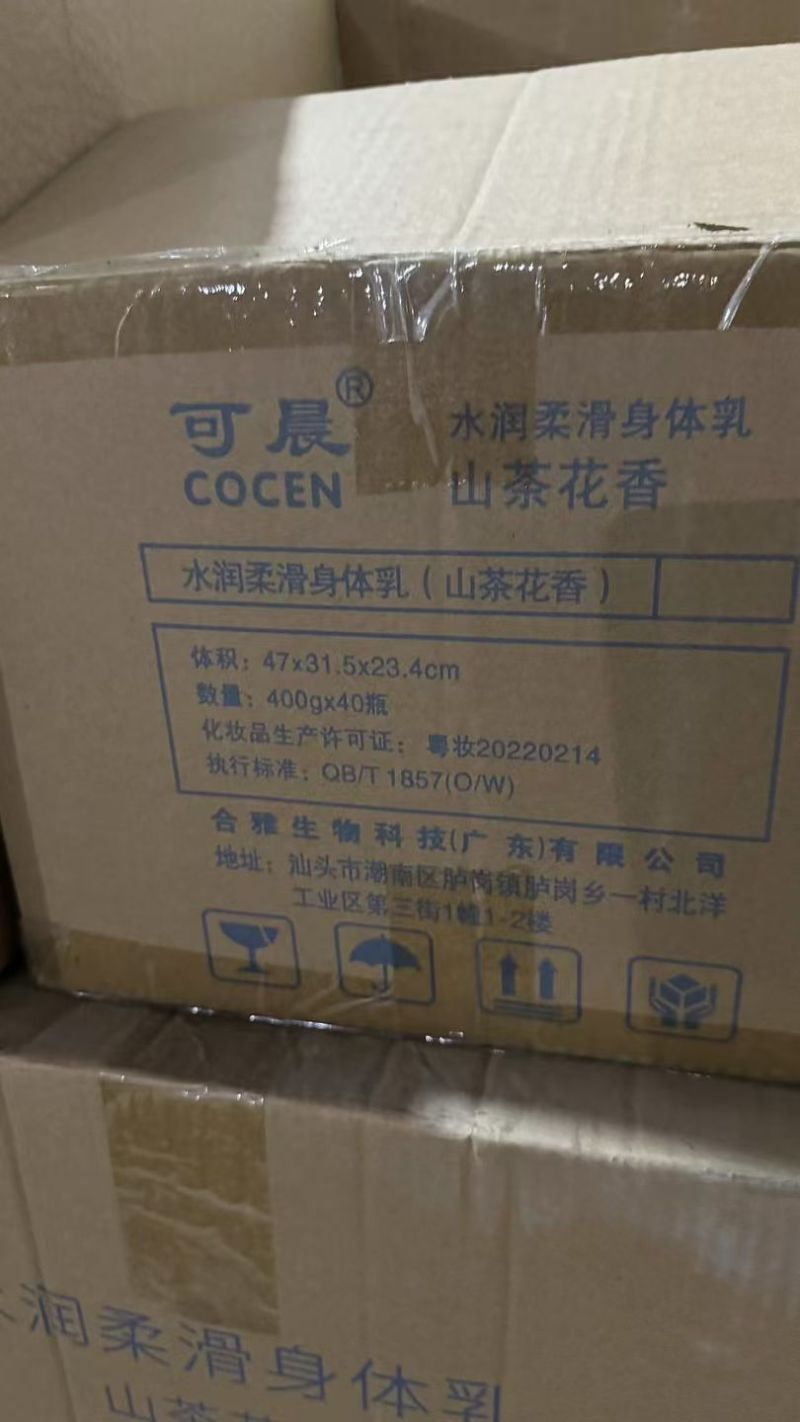 可晨®
COCEN
水润柔滑身体乳
山茶花香
水润柔滑身体乳（山茶花香）
体积：47x31.5x23.4cm
数量：400gx40瓶
化妆品生产许可证：粤妆20220214
执行标准：QB/T 1857(O/W)
合雅生物科技(广东)有限公司
地址：汕头市潮南区胪岗镇胪岗乡一村北洋
工业区第三街1幢1-2楼
润柔滑身体乳
山茶花